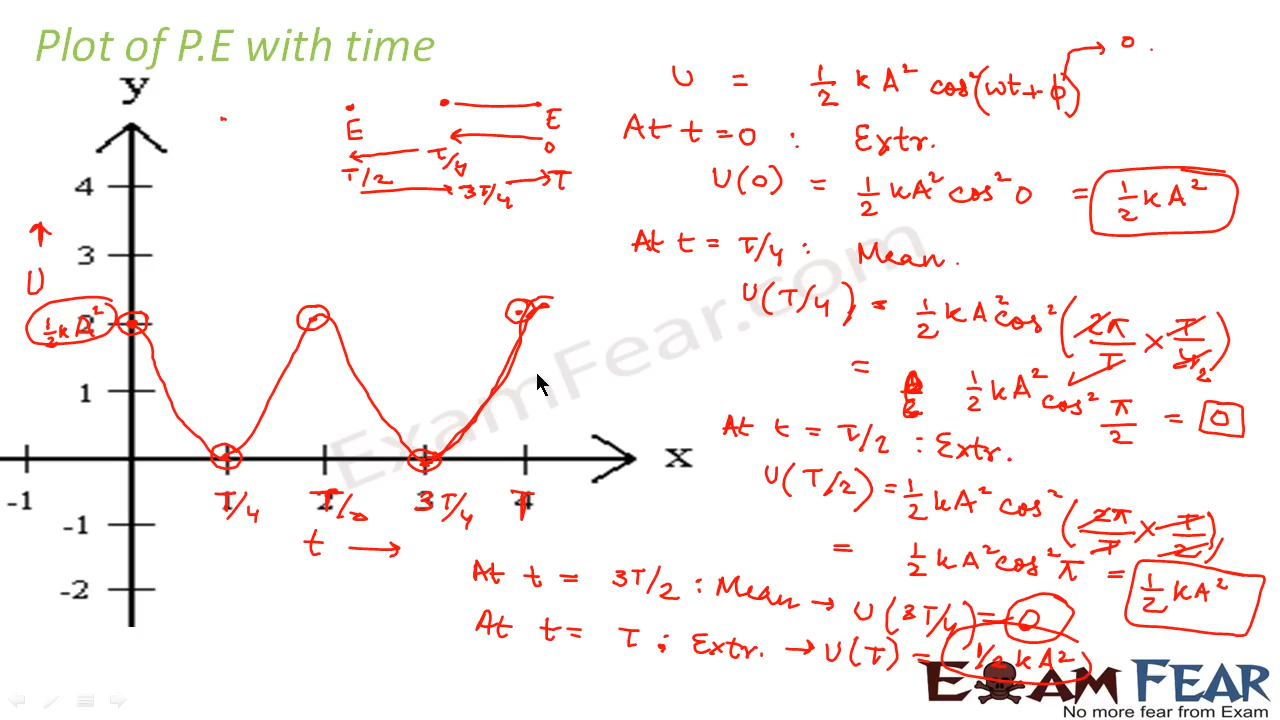 Plot of P.E with time
y
4
3
2
1
-1
-1
-2
1
2
3
4
x
U
½kA²
T/4
T/2
3T/4
T
t
E
E
0
T/4
T/2
3T/4
T
U = ½ kA² cos²(ωt + φ) → 0
At t = 0 : Extr.
U(0) = ½ kA² cos² 0 = ½ kA²
At t = T/4 : Mean.
U(T/4) = ½ kA² cos² (2π/T × T/4)
= ½ kA² cos² π/2 = 0
At t = T/2 : Extr.
U(T/2) = ½ kA² cos² (2π/T × T/2)
= ½ kA² cos² π = ½ kA²
At t = 3T/2 : Mean → U(3T/4) = 0
At t = T : Extr. → U(T) = 1/2 kA²
ExamFear.com
EXAM FEAR
No more fear from Exam